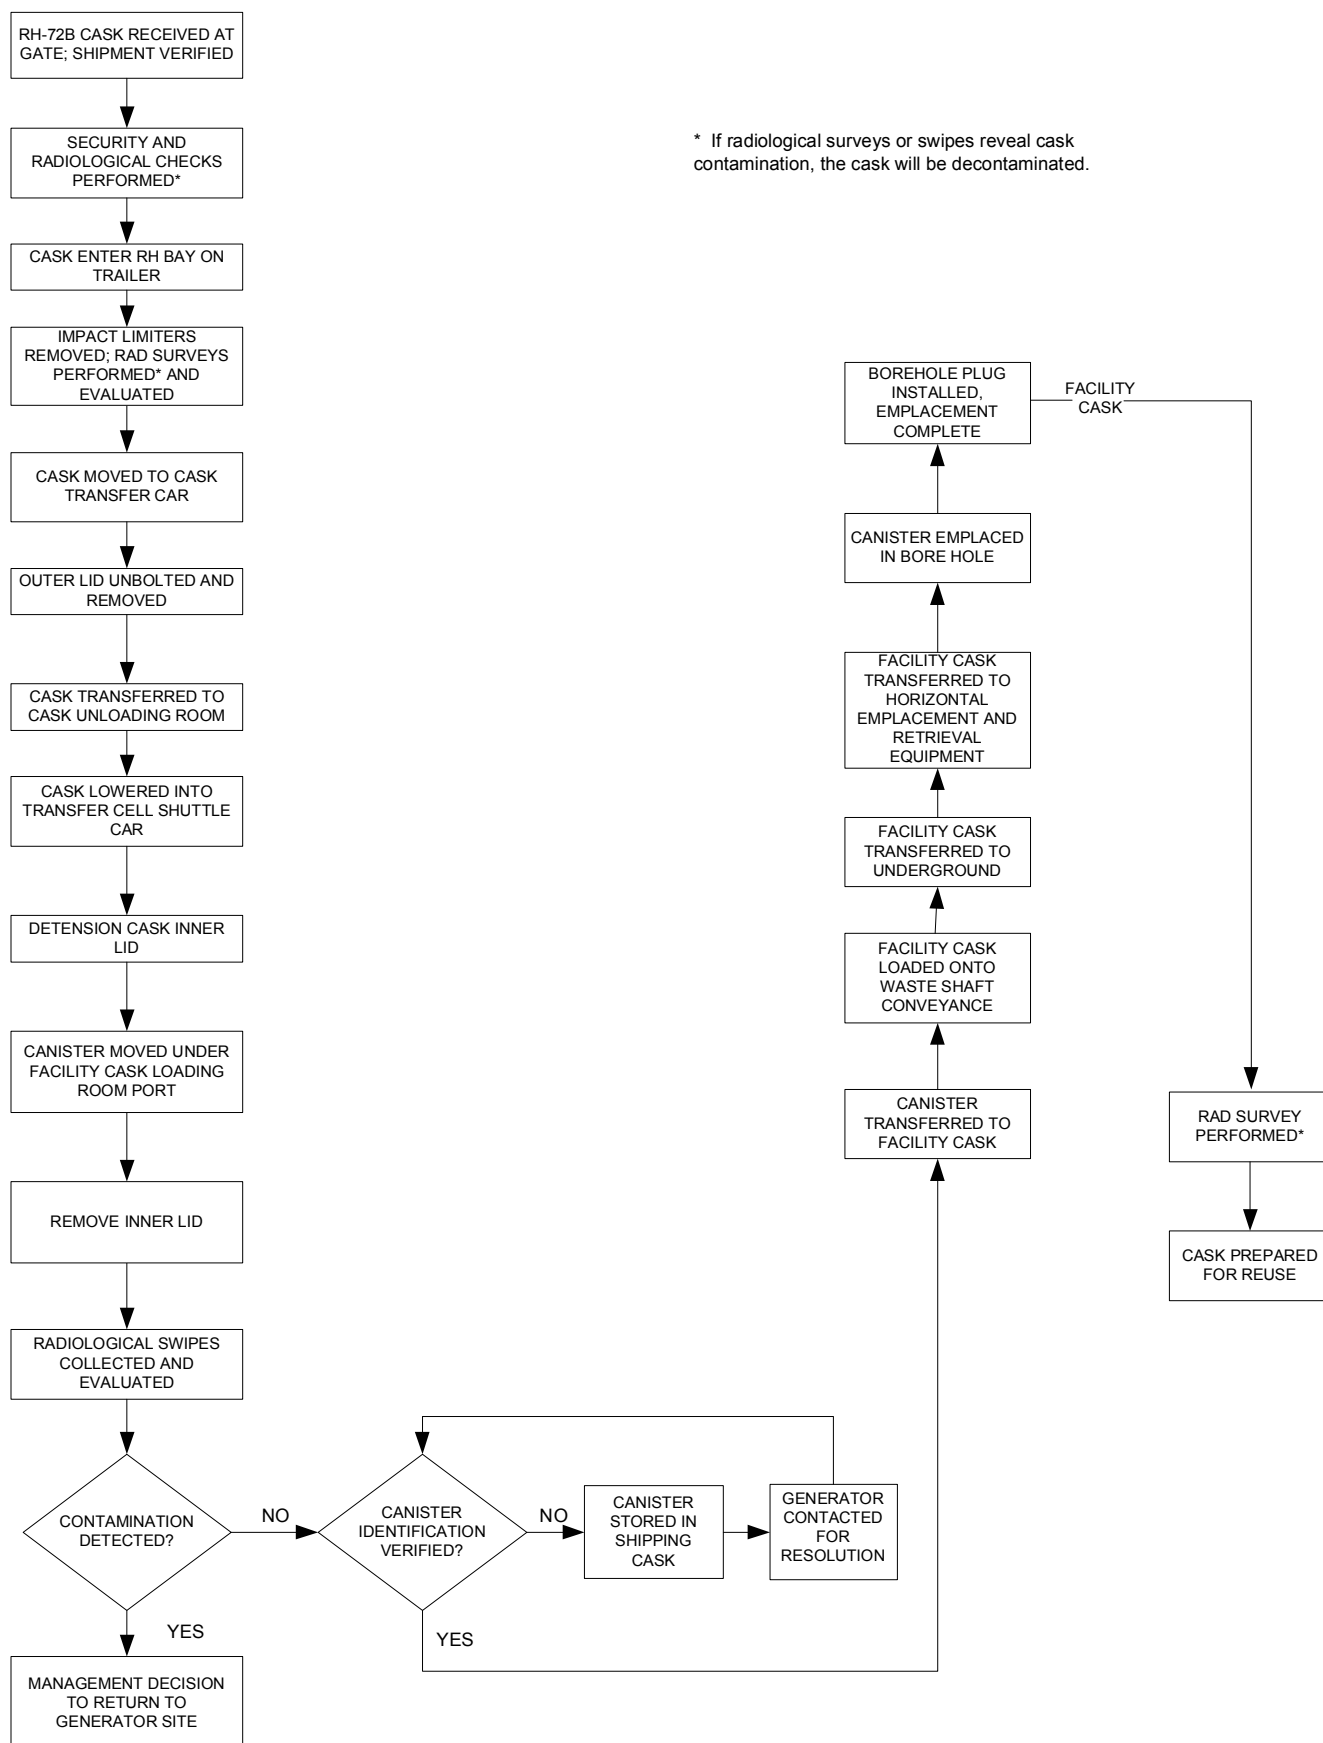 RH-72B CASK RECEIVED AT
GATE; SHIPMENT VERIFIED
SECURITY AND
RADIOLOGICAL CHECKS
PERFORMED*
* If radiological surveys or swipes reveal cask
contamination, the cask will be decontaminated.
CASK ENTER RH BAY ON
TRAILER
IMPACT LIMITERS
REMOVED; RAD SURVEYS
PERFORMED* AND
EVALUATED
CASK MOVED TO CASK
TRANSFER CAR
OUTER LID UNBOLTED AND
REMOVED
CASK TRANSFERRED TO
CASK UNLOADING ROOM
CASK LOWERED INTO
TRANSFER CELL SHUTTLE
CAR
DETENSION CASK INNER
LID
CANISTER MOVED UNDER
FACILITY CASK LOADING
ROOM PORT
REMOVE INNER LID
RADIOLOGICAL SWIPES
COLLECTED AND
EVALUATED
CONTAMINATION
DETECTED?
YES
MANAGEMENT DECISION
TO RETURN TO
GENERATOR SITE
NO
CANISTER
IDENTIFICATION
VERIFIED?
NO
CANISTER
STORED IN
SHIPPING
CASK
GENERATOR
CONTACTED
FOR
RESOLUTION
YES
CANISTER
TRANSFERRED TO
FACILITY CASK
FACILITY CASK
LOADED ONTO
WASTE SHAFT
CONVEYANCE
FACILITY CASK
TRANSFERRED TO
UNDERGROUND
FACILITY CASK
TRANSFERRED TO
HORIZONTAL
EMPLACEMENT AND
RETRIEVAL
EQUIPMENT
CANISTER EMPLACED
IN BORE HOLE
BOREHOLE PLUG
INSTALLED,
EMPLACEMENT
COMPLETE
FACILITY
CASK
RAD SURVEY
PERFORMED*
CASK PREPARED
FOR REUSE